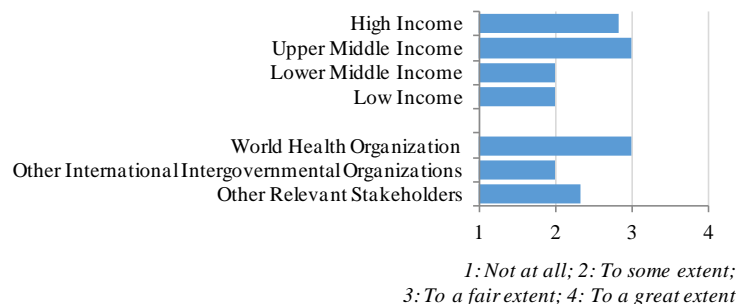 High Income
Upper Middle Income
Lower Middle Income
Low Income
World Health Organization
Other International Intergovernmental Organizations
Other Relevant Stakeholders
1 2 3 4
1: Not at all; 2: To some extent;
3: To a fair extent; 4: To a great extent